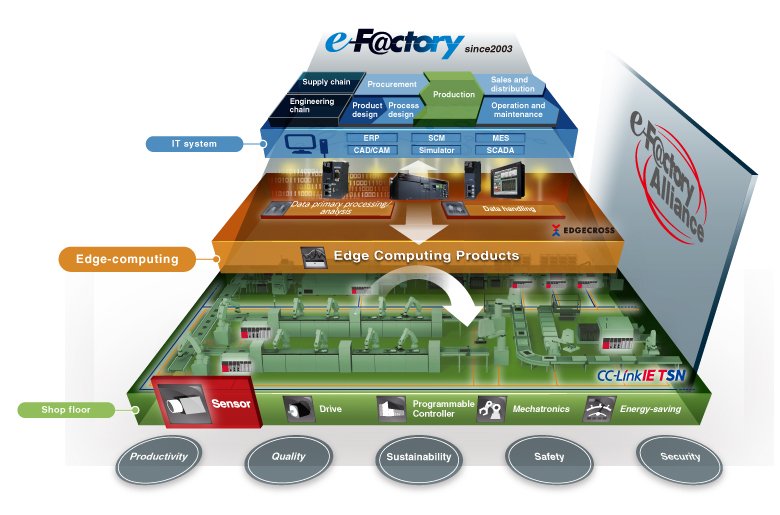 e-F@ctory since2003
Supply chain
Procurement
Sales and
distribution
Production
Engineering
chain
Product
design
Process
design
Operation and
maintenance
IT system
ERP SCM MES
CAD/CAM Simulator SCADA
e-F@ctory
Alliance
Data primary processing/
analysis
Data handling
EDGECROSS
Edge-computing
Edge Computing Products
CC-Link IE TSN
Shop floor
Sensor
Drive
Programmable
Controller
Mechatronics
Energy-saving
Productivity
Quality
Sustainability
Safety
Security